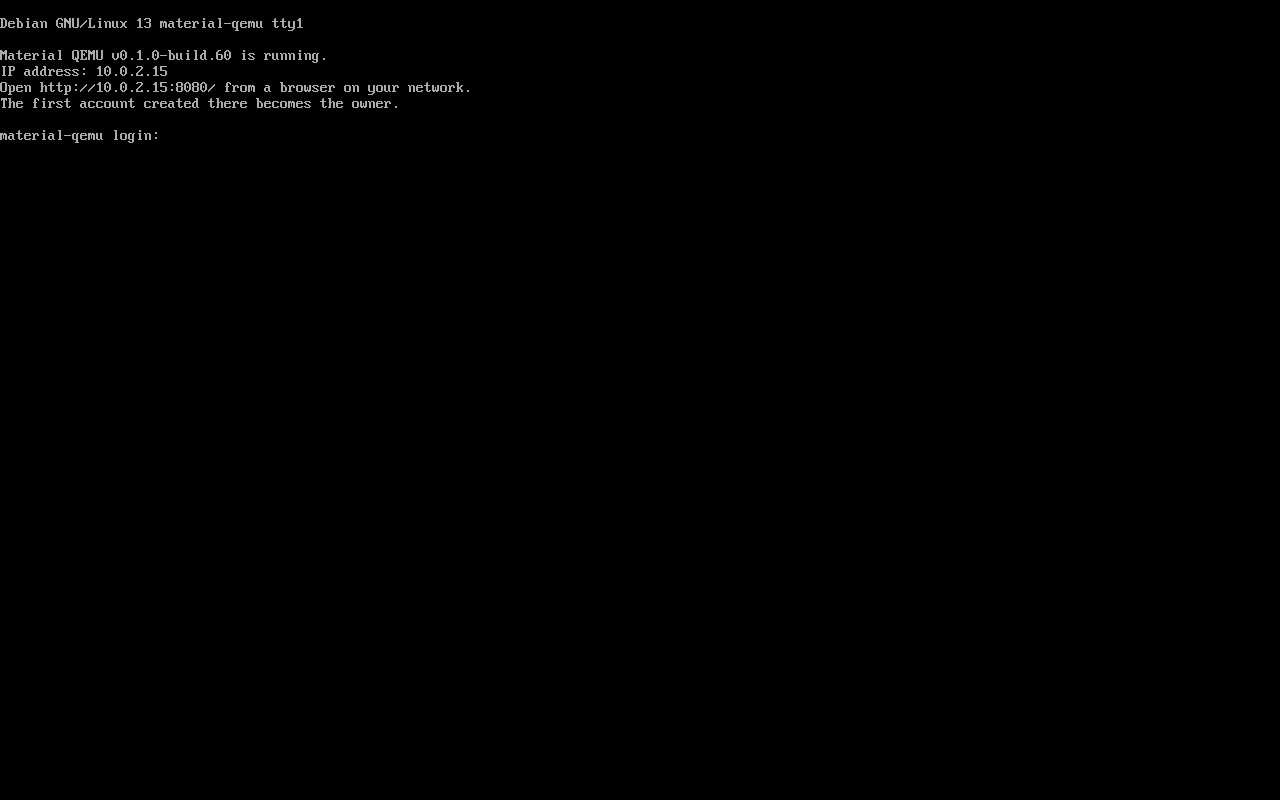 Debian GNU/Linux 13 material-qemu tty1
Material QEMU v0.1.0-build.60 is running.
IP address: 10.0.2.15
Open http://10.0.2.15:8080/ from a browser on your network.
The first account created there becomes the owner.
material-qemu login: